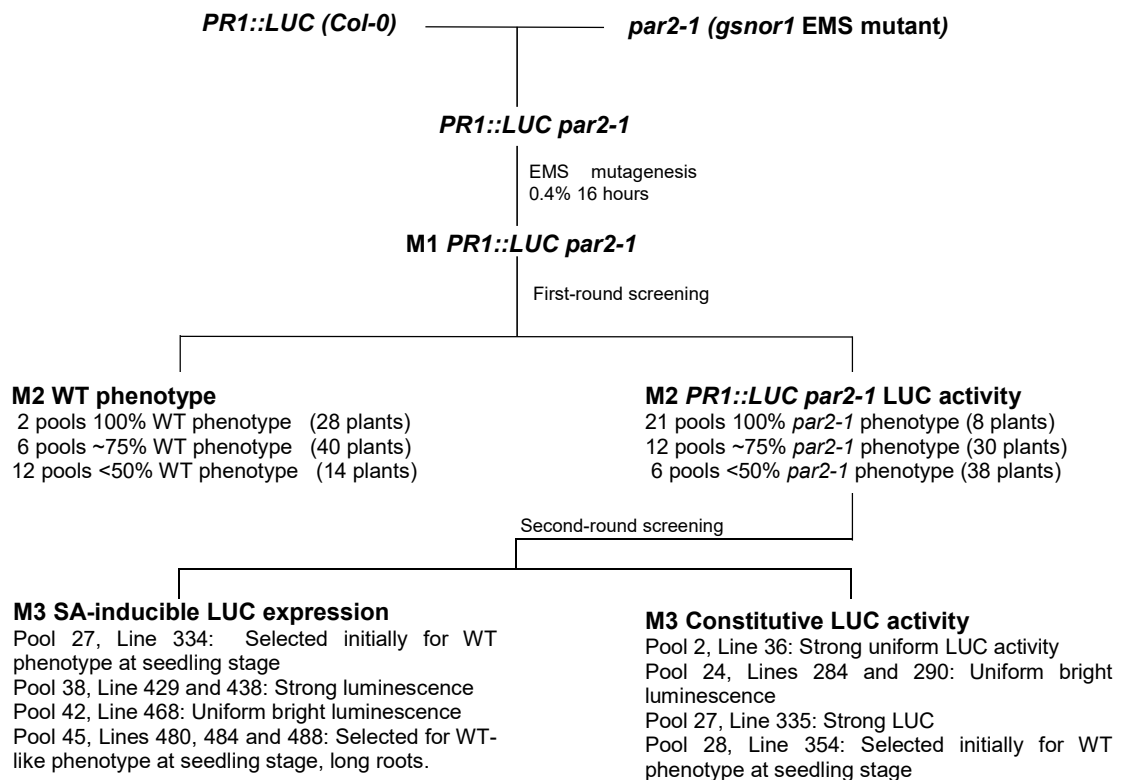 PR1::LUC (Col-0)
par2-1 (gsnor1 EMS mutant)
PR1::LUC par2-1
EMS mutagenesis
0.4% 16 hours
M1 PR1::LUC par2-1
First-round screening
M2 WT phenotype
2 pools 100% WT phenotype (28 plants)
6 pools ~75% WT phenotype (40 plants)
12 pools <50% WT phenotype (14 plants)
M2 PR1::LUC par2-1 LUC activity
21 pools 100% par2-1 phenotype (8 plants)
12 pools ~75% par2-1 phenotype (30 plants)
6 pools <50% par2-1 phenotype (38 plants)
Second-round screening
M3 SA-inducible LUC expression
Pool 27, Line 334: Selected initially for WT
phenotype at seedling stage
Pool 38, Line 429 and 438: Strong luminescence
Pool 42, Line 468: Uniform bright luminescence
Pool 45, Lines 480, 484 and 488: Selected for WT-
like phenotype at seedling stage, long roots.
M3 Constitutive LUC activity
Pool 2, Line 36: Strong uniform LUC activity
Pool 24, Lines 284 and 290: Uniform bright
luminescence
Pool 27, Line 335: Strong LUC
Pool 28, Line 354: Selected initially for WT
phenotype at seedling stage